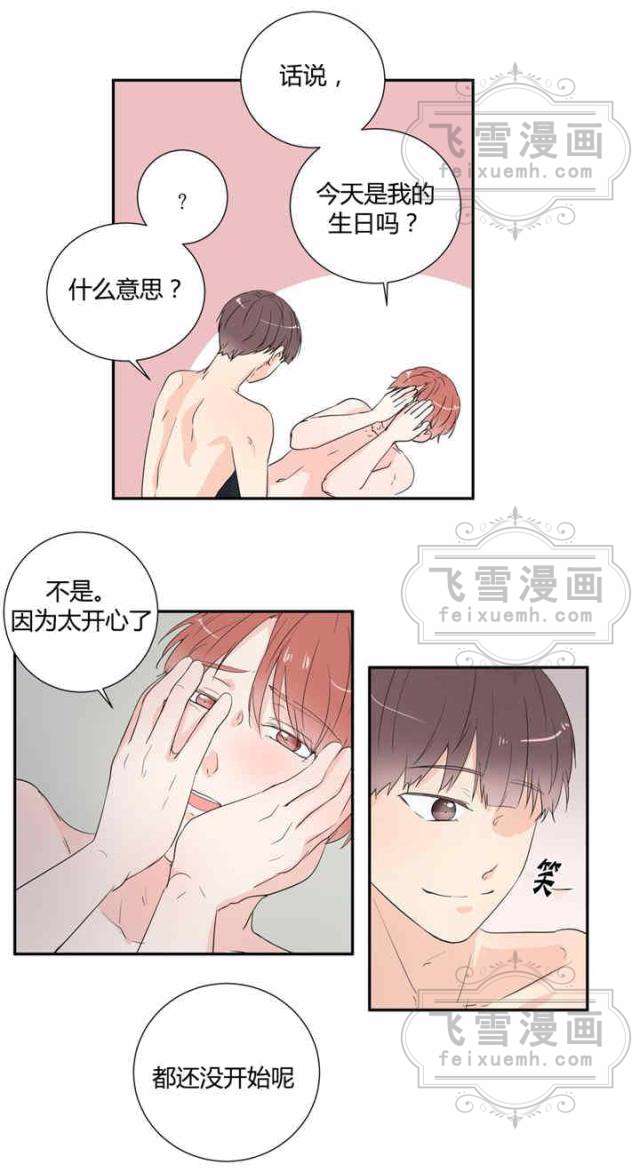 话说，
飞雪漫画
feixuemh.com
今天是我的
生日吗？
？
什么意思？
不是。
因为太开心了
飞雪漫画
feixuemh.com
笑
都还没开始呢
飞雪漫画
feixuemh.com